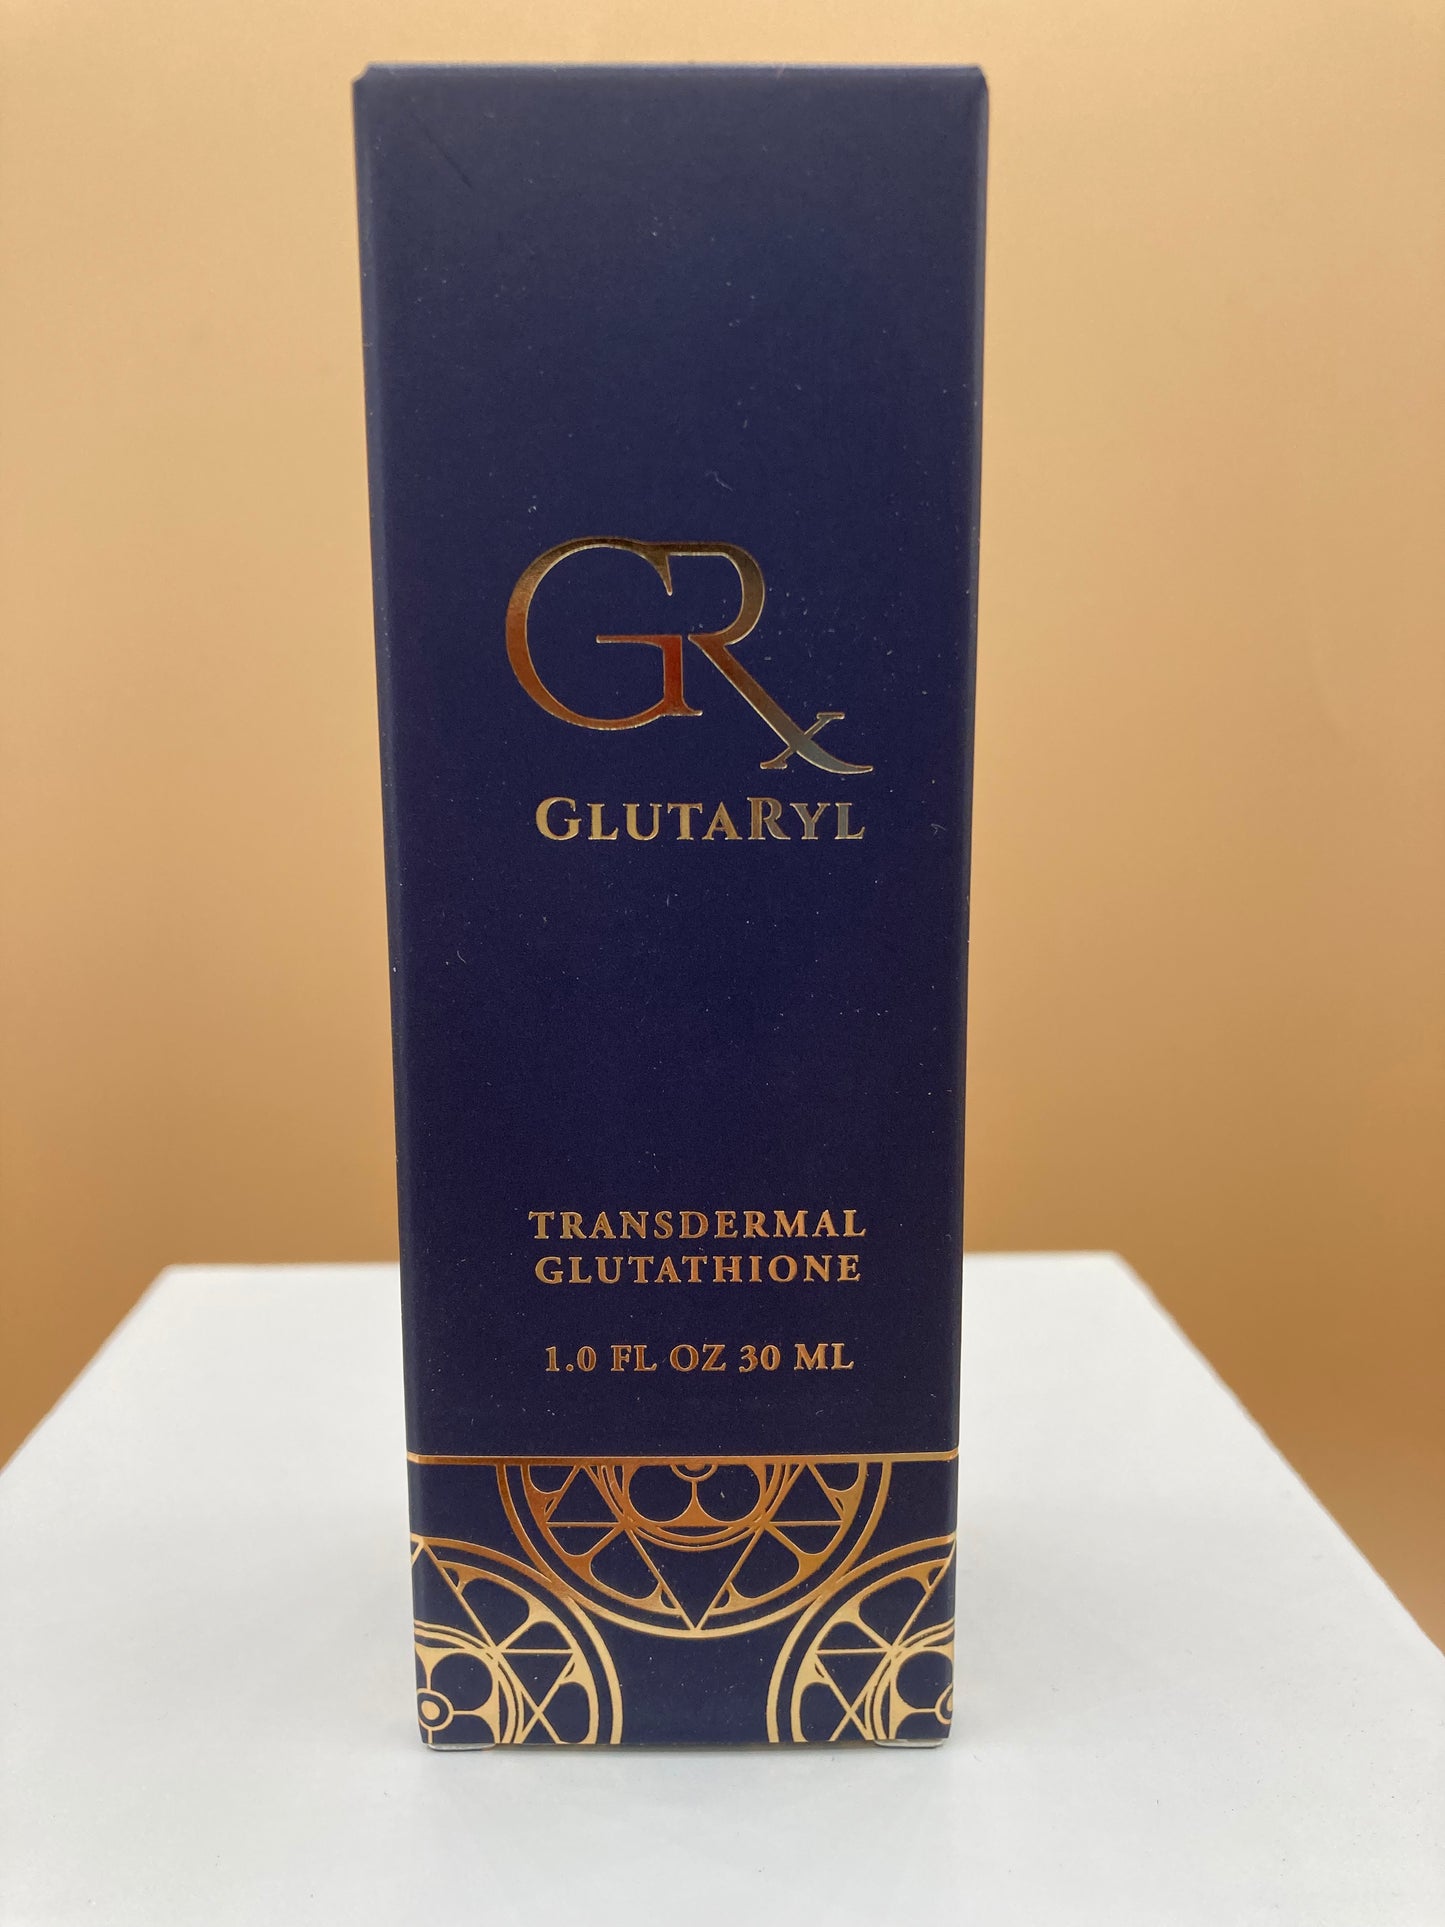 GRx
GLUTARYL
TRANSDERMAL
GLUTATHIONE
1.0 FL OZ 30 ML